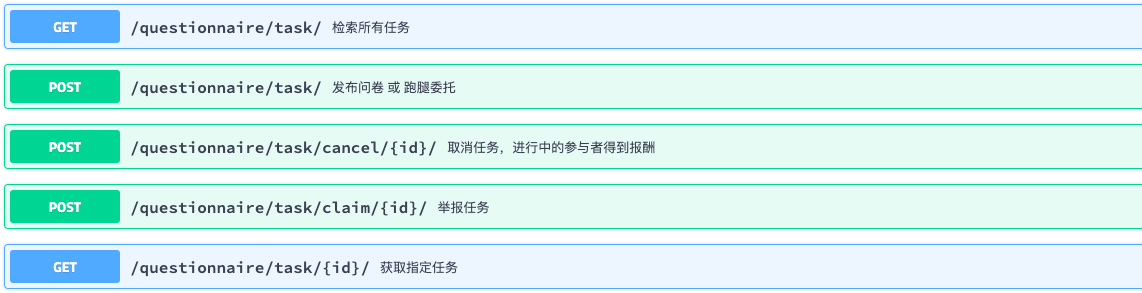 GET /questionnaire/task/ 检索所有任务
POST /questionnaire/task/ 发布问卷 或 跑腿委托
POST /questionnaire/task/cancel/{id}/ 取消任务，进行中的参与者得到报酬
POST /questionnaire/task/claim/{id}/ 举报任务
GET /questionnaire/task/{id}/ 获取指定任务